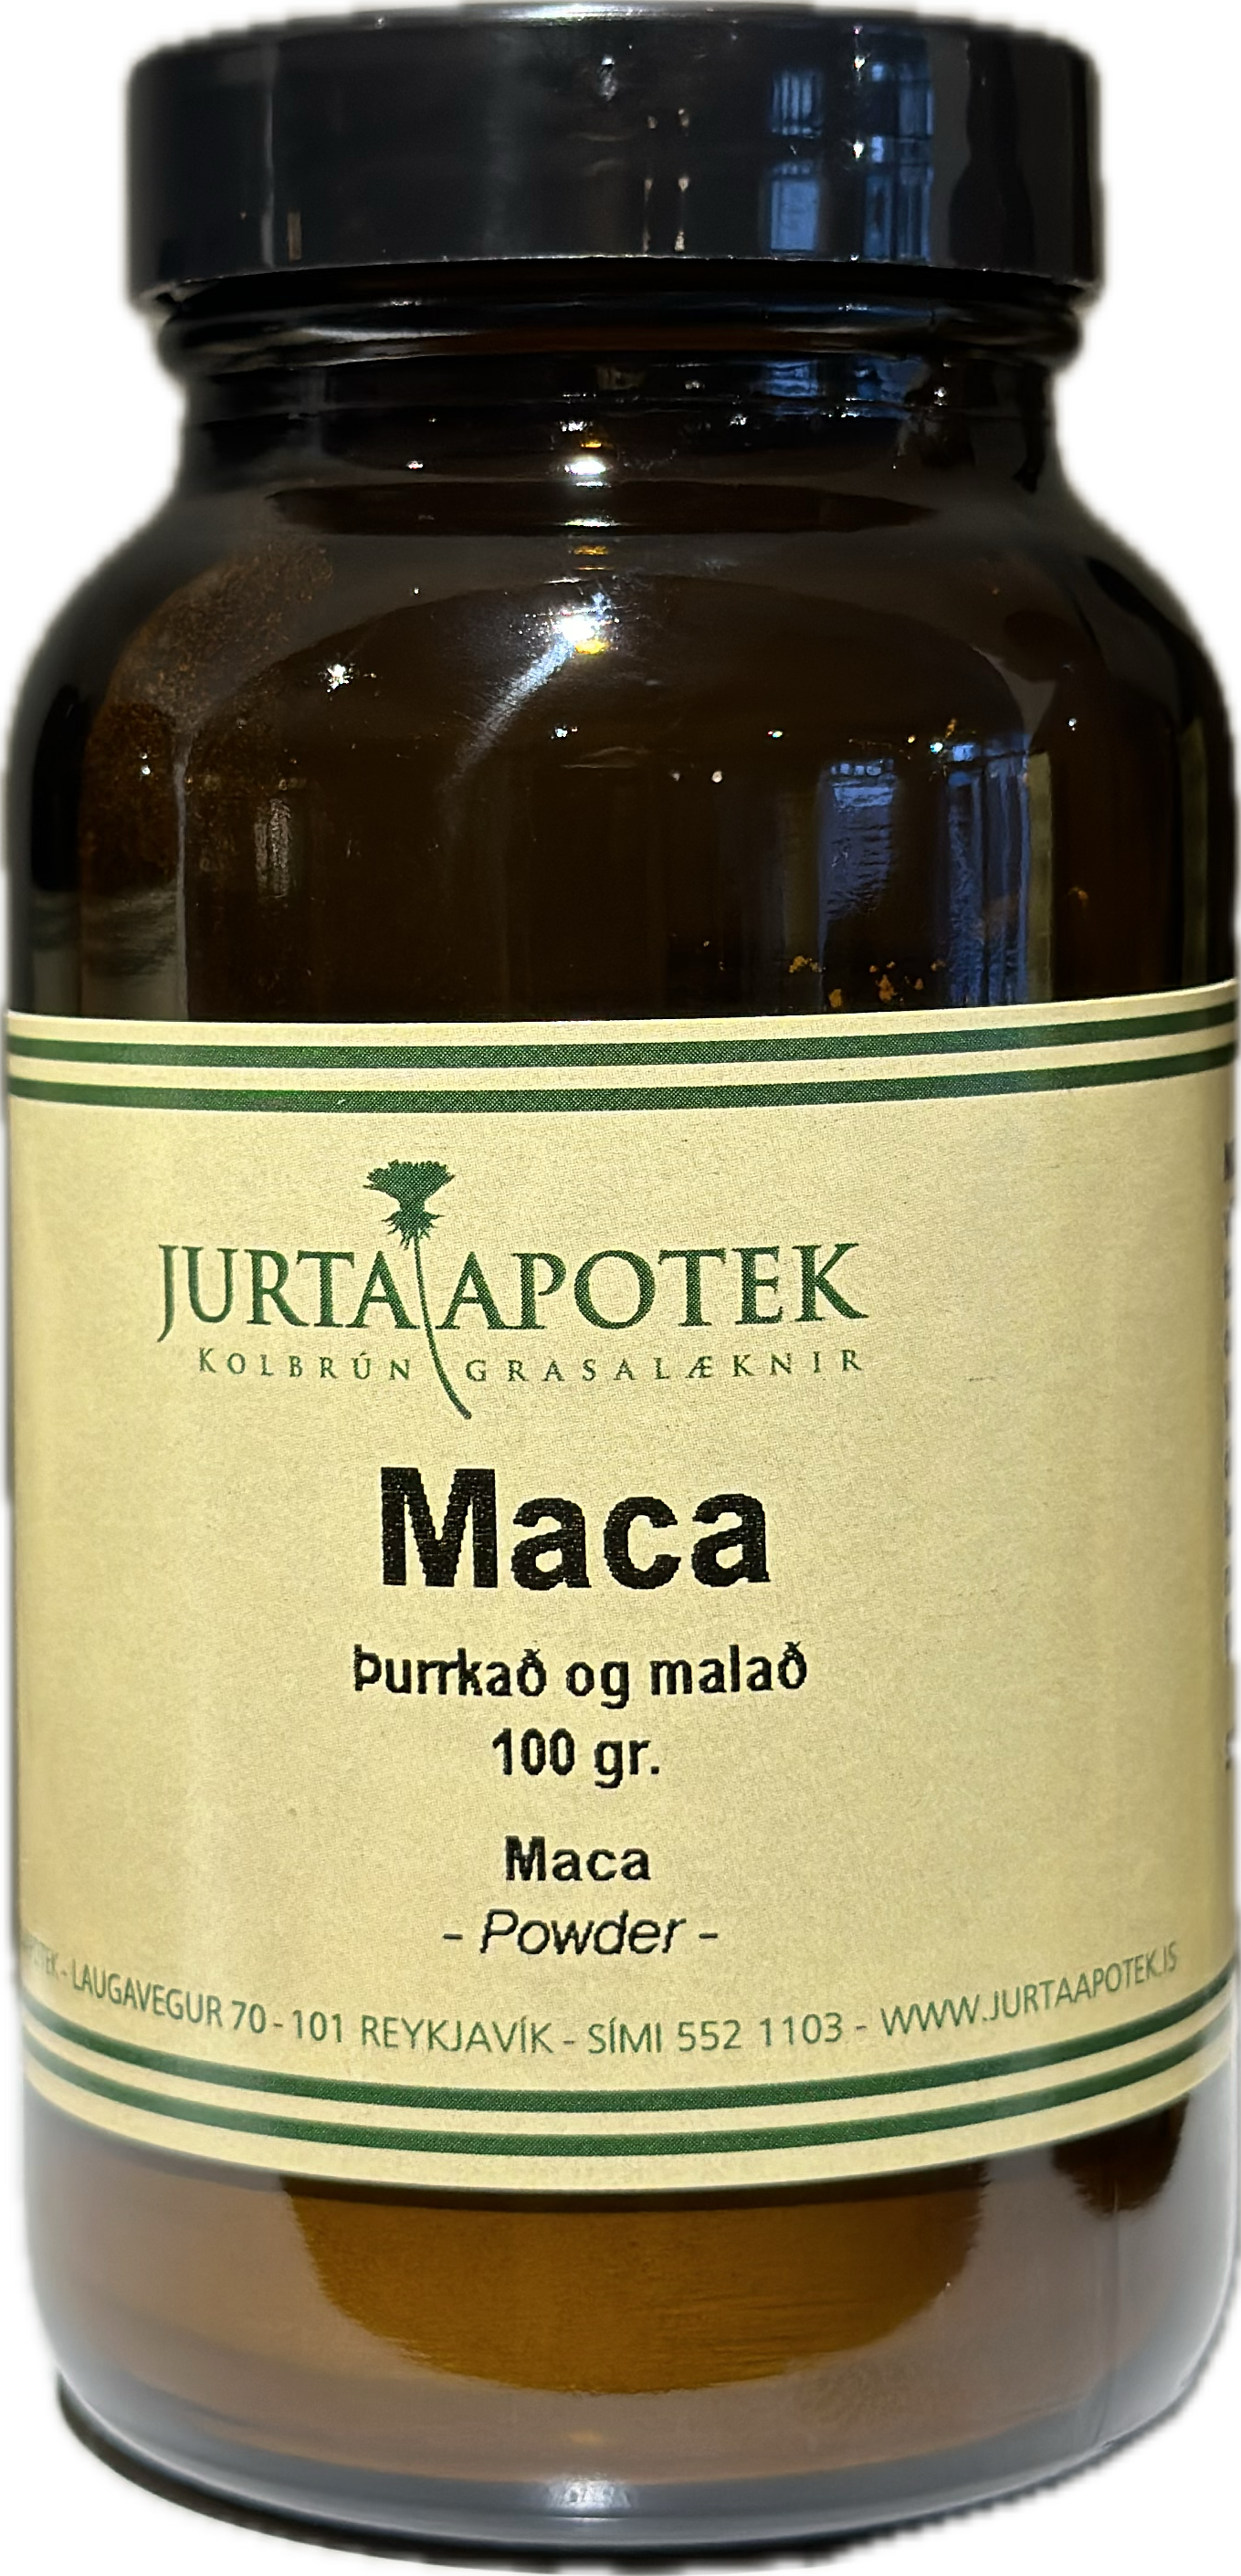 JURTA APOTEK
KOLBRÚN GRASALÆKNIR
Maca
Þurrkað og malað
100 gr.
Maca
- Powder -
- LAUGAVEGUR 70 - 101 REYKJAVÍK - SÍMI 552 1103 - WWW.JURTAAPOTEK.IS